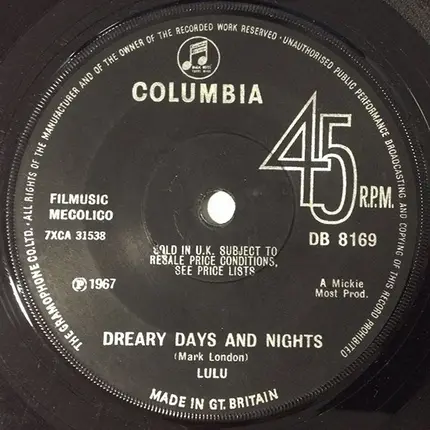 THE GRAMOPHONE CO.LTD. · ALL RIGHTS OF THE MANUFACTURER AND OF THE OWNER OF THE RECORDED WORK RESERVED · UNAUTHORISED PUBLIC PERFORMANCE BROADCASTING AND COPYING OF THIS RECORD PROHIBITED
COLUMBIA
45
R.P.M.
FILMUSIC
MECOLICO
7XCA 31538
DB 8169
SOLD IN U.K. SUBJECT TO
RESALE PRICE CONDITIONS,
SEE PRICE LISTS
℗ 1967
A Mickie
Most Prod.
DREARY DAYS AND NIGHTS
(Mark London)
LULU
MADE IN GT. BRITAIN